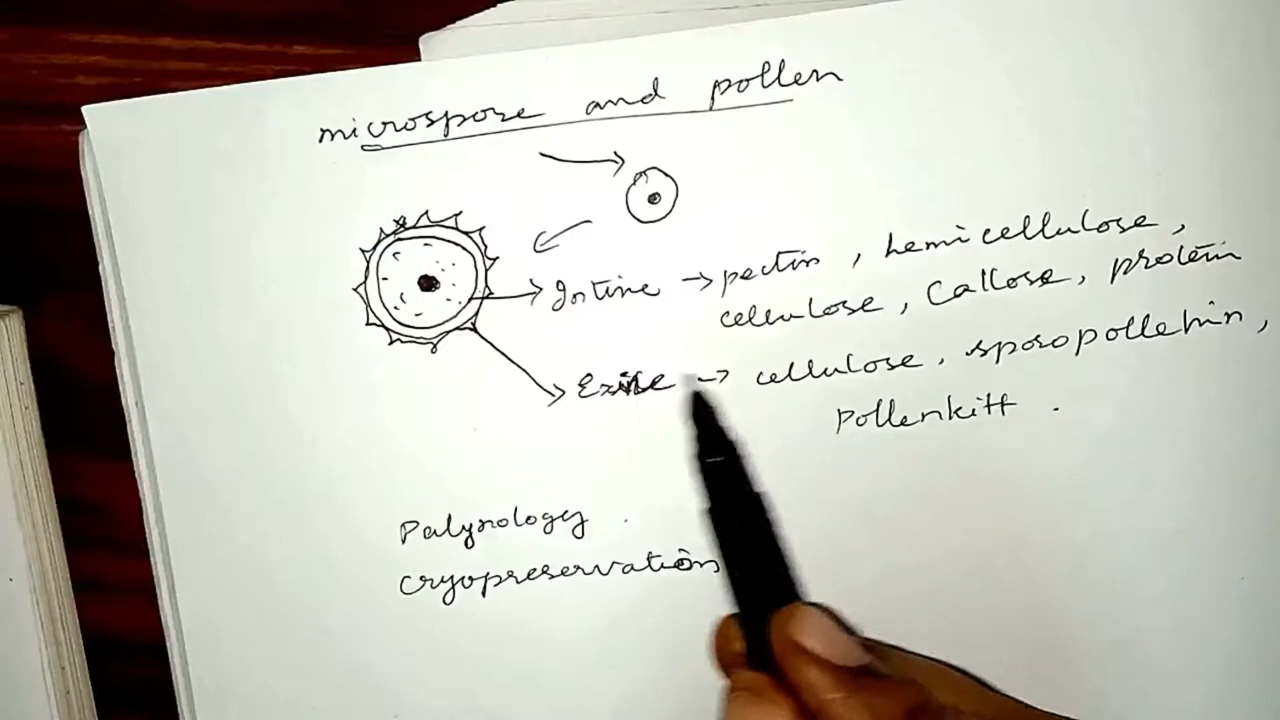 microspore and pollen
Intine → pectin, hemicellulose,
cellulose, callose, protein
Exine → cellulose, sporopollenin,
Pollenkitt.
Palynology
cryopreservation